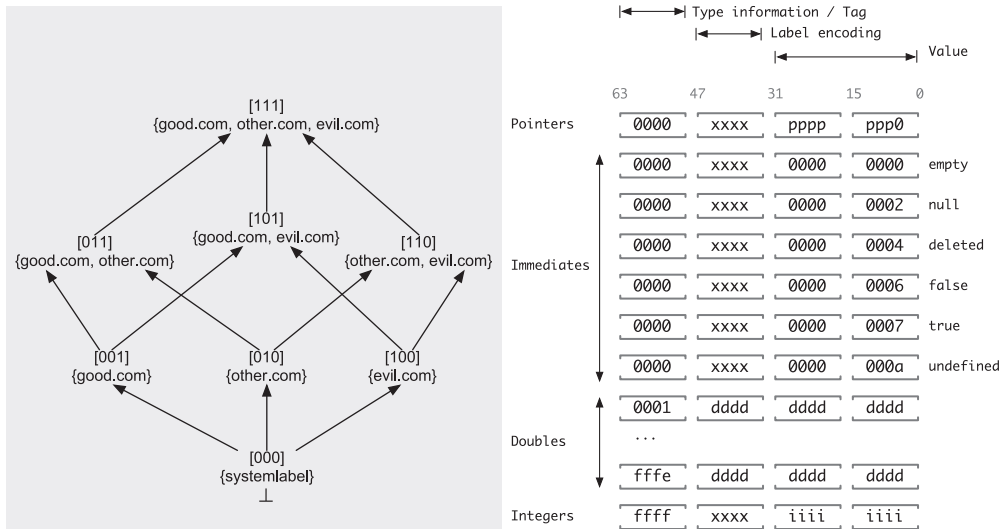 [111]
{good.com, other.com, evil.com}
[101]
{good.com, evil.com}
[011]
{good.com, other.com}
[110]
{other.com, evil.com}
[001]
{good.com}
[010]
{other.com}
[100]
{evil.com}
[000]
{systemlabel}
⊥
Type information / Tag
Label encoding
Value
63 47 31 15 0
Pointers 0000 xxxx pppp ppp0
0000 xxxx 0000 0000 empty
0000 xxxx 0000 0002 null
0000 xxxx 0000 0004 deleted
Immediates
0000 xxxx 0000 0006 false
0000 xxxx 0000 0007 true
0000 xxxx 0000 000a undefined
0001 dddd dddd dddd
Doubles ...
fffe dddd dddd dddd
Integers ffff xxxx iiii iiii